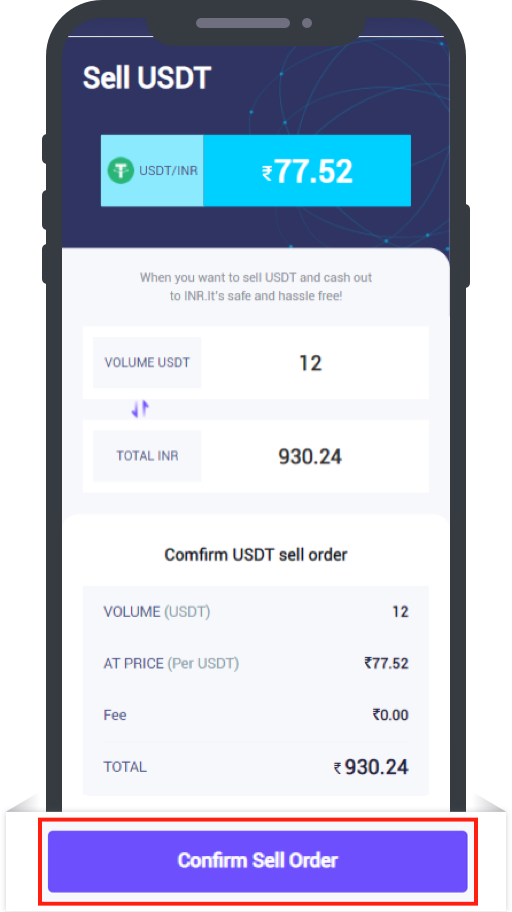 Sell USDT
USDT/INR
₹77.52
When you want to sell USDT and cash out
to INR.It's safe and hassle free!
VOLUME USDT
12
TOTAL INR
930.24
Comfirm USDT sell order
VOLUME (USDT)
12
AT PRICE (Per USDT)
₹77.52
Fee
₹0.00
TOTAL
₹930.24
Confirm Sell Order